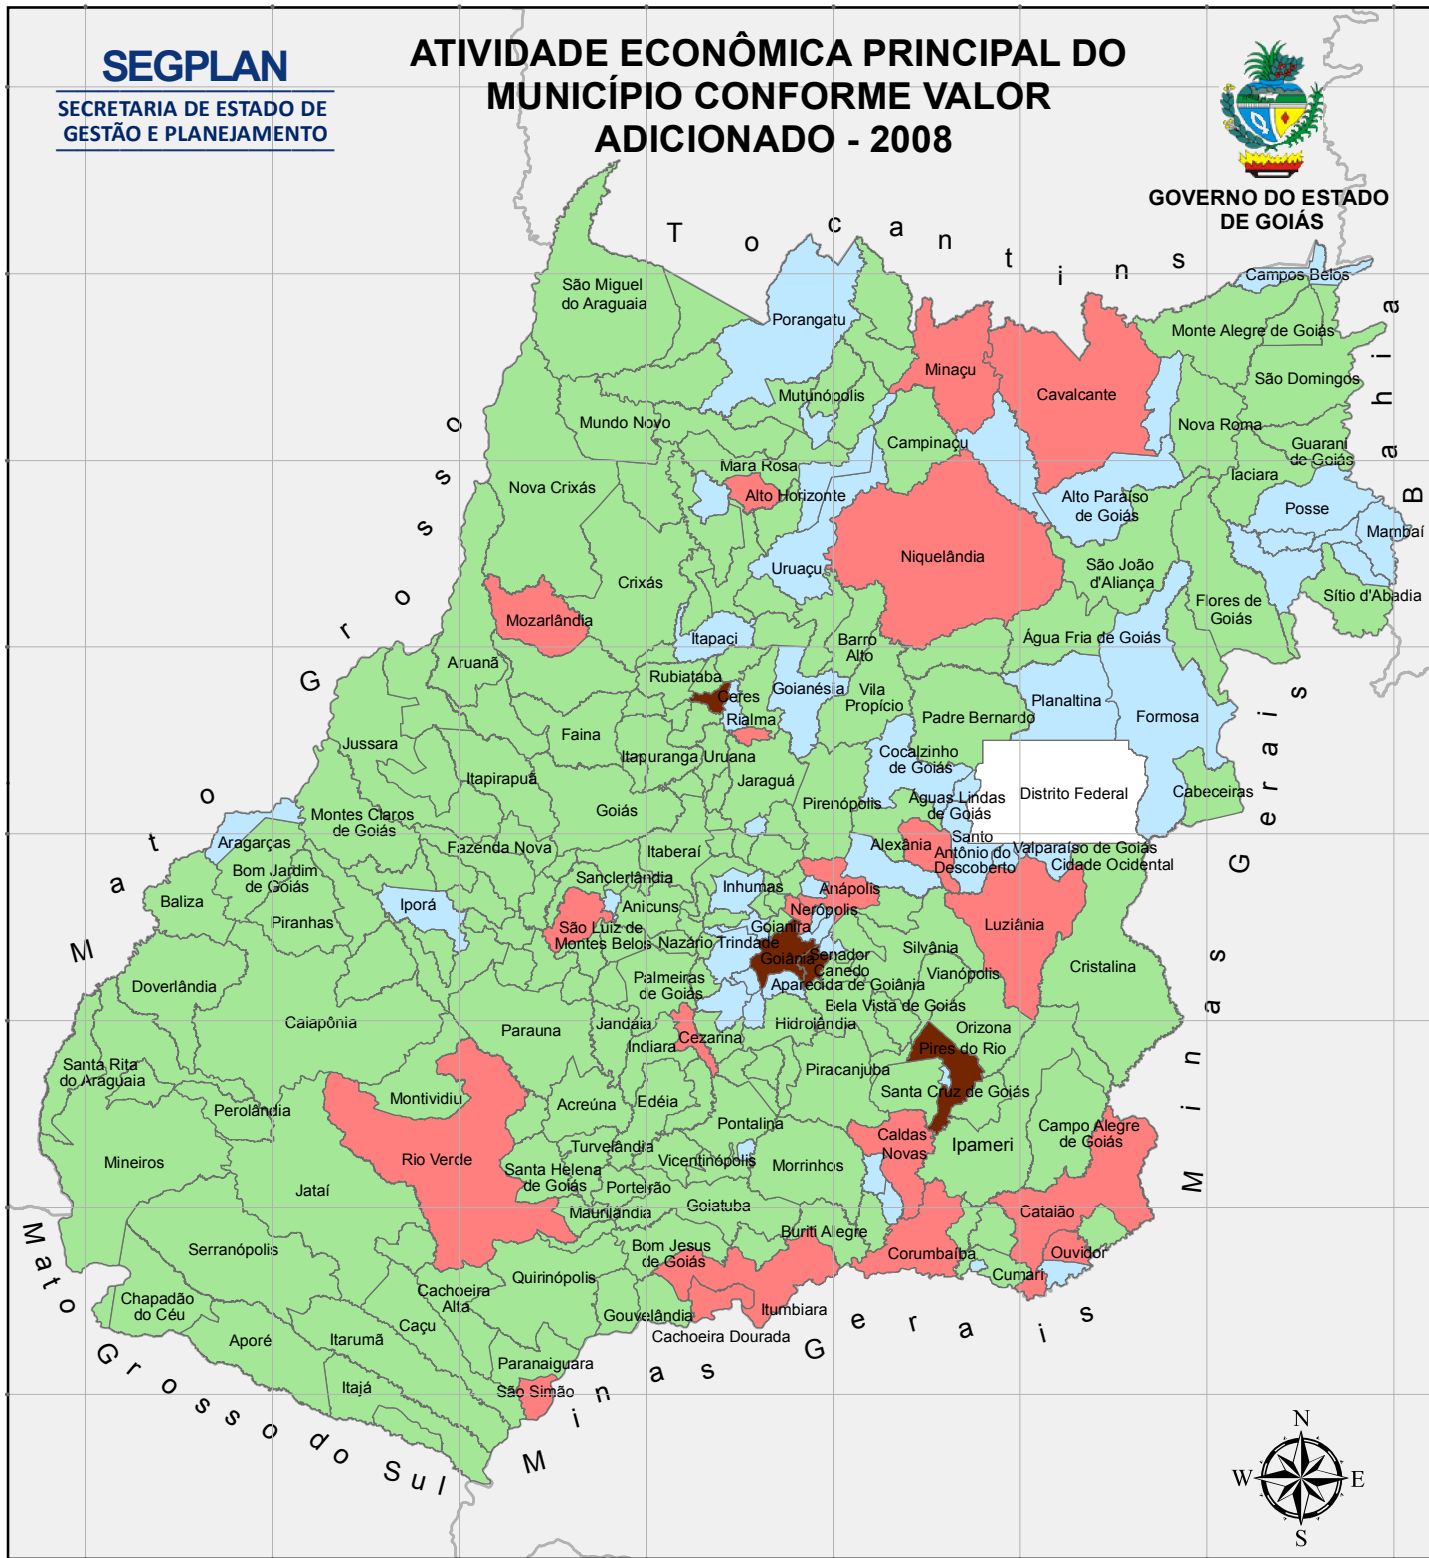 SEGPLAN
SECRETARIA DE ESTADO DE
GESTÃO E PLANEJAMENTO
ATIVIDADE ECONÔMICA PRINCIPAL DO
MUNICÍPIO CONFORME VALOR
ADICIONADO - 2008
GOVERNO DO ESTADO
DE GOIÁS
Tocantins
Bahia
Mato Grosso
Minas Gerais
Mato Grosso do Sul
Minas Gerais
Campos Belos
São Miguel
do Araguaia
Porangatu
Monte Alegre de Goiás
Minaçu
Cavalcante
São Domingos
Mutunópolis
Mundo Novo
Nova Roma
Campinaçu
Guarani
de Goiás
Mara Rosa
Iaciara
Nova Crixás
Alto Horizonte
Alto Paraíso
de Goiás
Posse
Mambaí
Niquelândia
Uruaçu
Crixás
São João
d'Aliança
Sítio d'Abadia
Flores de
Goiás
Mozarlândia
Itapaci
Barro
Alto
Água Fria de Goiás
Aruanã
Rubiataba
Ceres
Goianésia
Vila
Propício
Planaltina
Formosa
Padre Bernardo
Rialma
Faina
Jussara
Itapuranga
Uruana
Cocalzinho
de Goiás
Itapirapuã
Jaraguá
Distrito Federal
Cabeceiras
Goiás
Pirenópolis
Águas Lindas
de Goiás
Montes Claros
de Goiás
Aragarças
Fazenda Nova
Itaberaí
Alexânia
Santo
Antônio do
Descoberto
Valparaíso de Goiás
Cidade Ocidental
Bom Jardim
de Goiás
Sanclerlândia
Inhumas
Anápolis
Baliza
Iporá
Anicuns
Nerópolis
Piranhas
São Luiz de
Montes Belos
Goianira
Luziânia
Nazário
Trindade
Goiânia
Senador
Canedo
Silvânia
Vianópolis
Cristalina
Doverlândia
Palmeiras
de Goiás
Aparecida de Goiânia
Bela Vista de Goiás
Caiapônia
Parauna
Jandáia
Hidrolândia
Orizona
Indiara
Cezarina
Pires do Rio
Santa Rita
do Araguaia
Piracanjuba
Santa Cruz de Goiás
Perolândia
Montividiu
Acreúna
Edéia
Pontalina
Campo Alegre
de Goiás
Caldas
Novas
Ipameri
Turvelândia
Mineiros
Rio Verde
Santa Helena
de Goiás
Vicentinópolis
Morrinhos
Jataí
Porteirão
Maurilândia
Goiatuba
Catalão
Buriti Alegre
Serranópolis
Bom Jesus
de Goiás
Corumbaíba
Ouvidor
Quirinópolis
Cumari
Chapadão
do Céu
Cachoeira
Alta
Gouvelândia
Itumbiara
Caçu
Aporé
Itarumã
Cachoeira Dourada
Paranaiguara
Itajá
São Simão
N
W
E
S